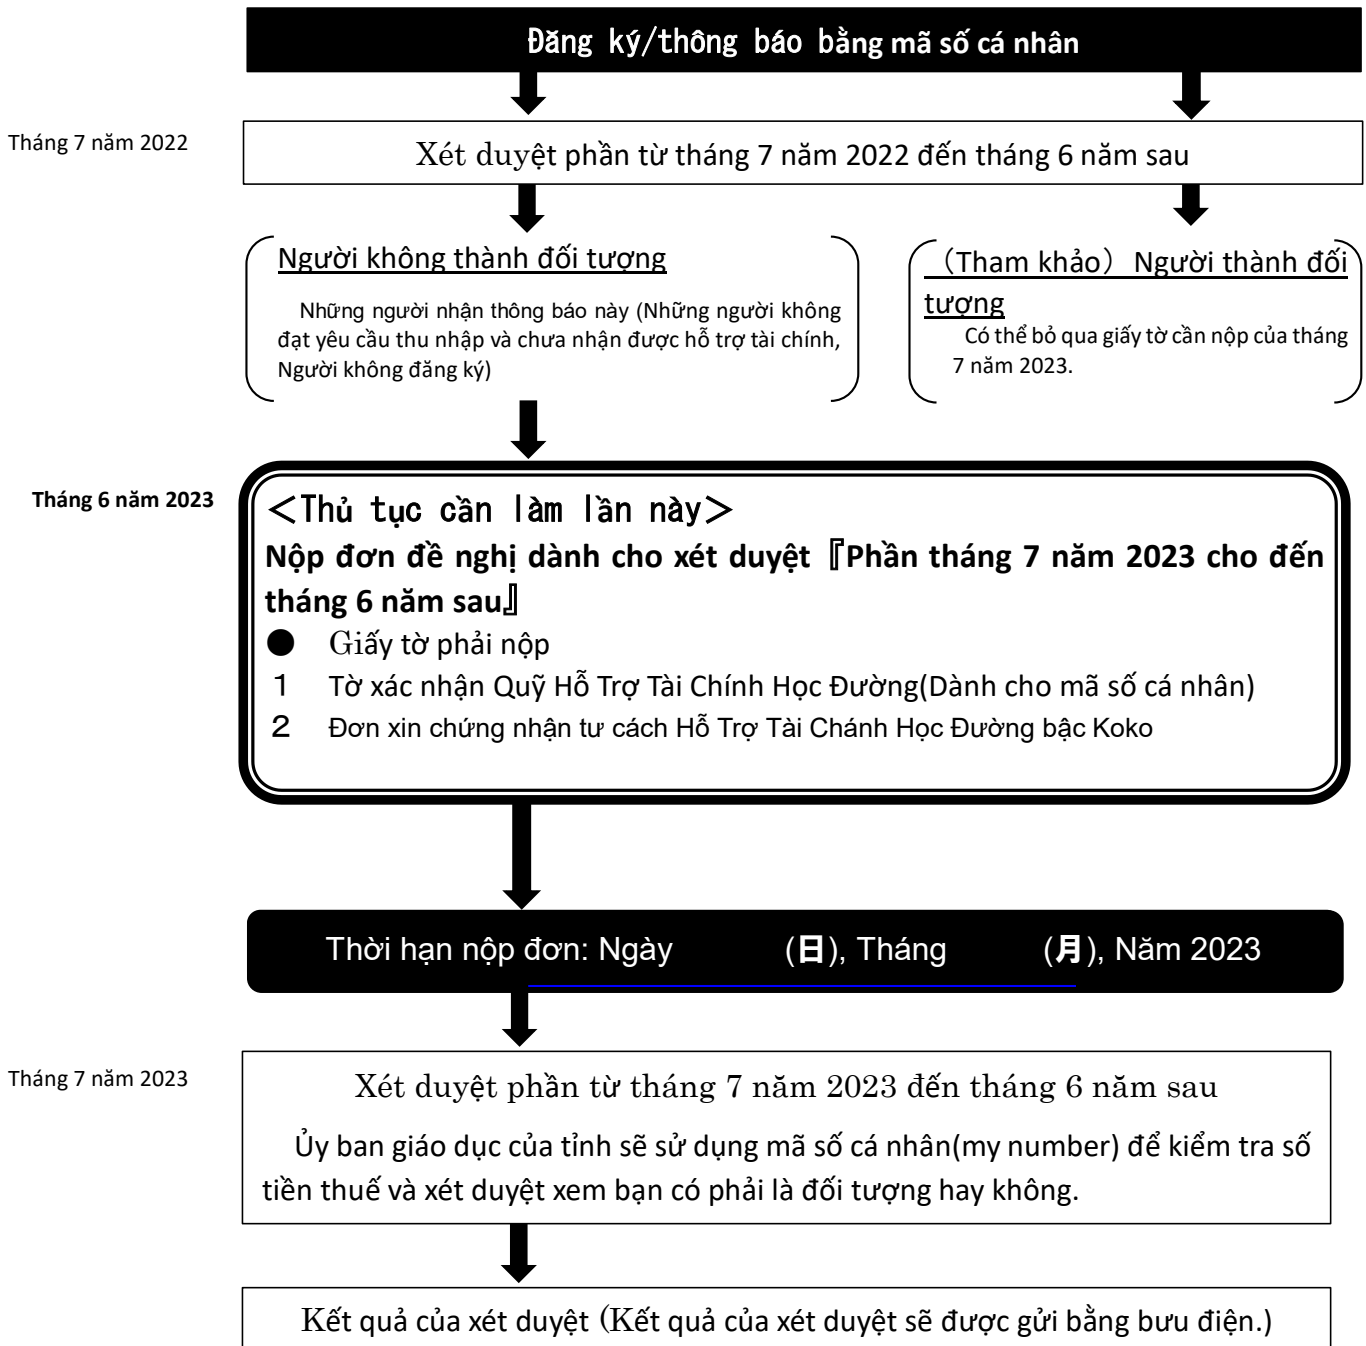 Đăng ký/thông báo bằng mã số cá nhân
Tháng 7 năm 2022
Xét duyệt phần từ tháng 7 năm 2022 đến tháng 6 năm sau
Người không thành đối tượng
Những người nhận thông báo này (Những người không
đạt yêu cầu thu nhập và chưa nhận được hỗ trợ tài chính,
Người không đăng ký)
（Tham khảo） Người thành đối
tượng
Có thể bỏ qua giấy tờ cần nộp của tháng
7 năm 2023.
Tháng 6 năm 2023
＜Thủ tục cần làm lần này＞
Nộp đơn đề nghị dành cho xét duyệt『Phần tháng 7 năm 2023 cho đến
tháng 6 năm sau』
● Giấy tờ phải nộp
１ Tờ xác nhận Quỹ Hỗ Trợ Tài Chính Học Đường(Dành cho mã số cá nhân)
２ Đơn xin chứng nhận tư cách Hỗ Trợ Tài Chánh Học Đường bậc Koko
Thời hạn nộp đơn: Ngày (日), Tháng (月), Năm 2023
Tháng 7 năm 2023
Xét duyệt phần từ tháng 7 năm 2023 đến tháng 6 năm sau
Ủy ban giáo dục của tỉnh sẽ sử dụng mã số cá nhân(my number) để kiểm tra số
tiền thuế và xét duyệt xem bạn có phải là đối tượng hay không.
Kết quả của xét duyệt (Kết quả của xét duyệt sẽ được gửi bằng bưu điện.)